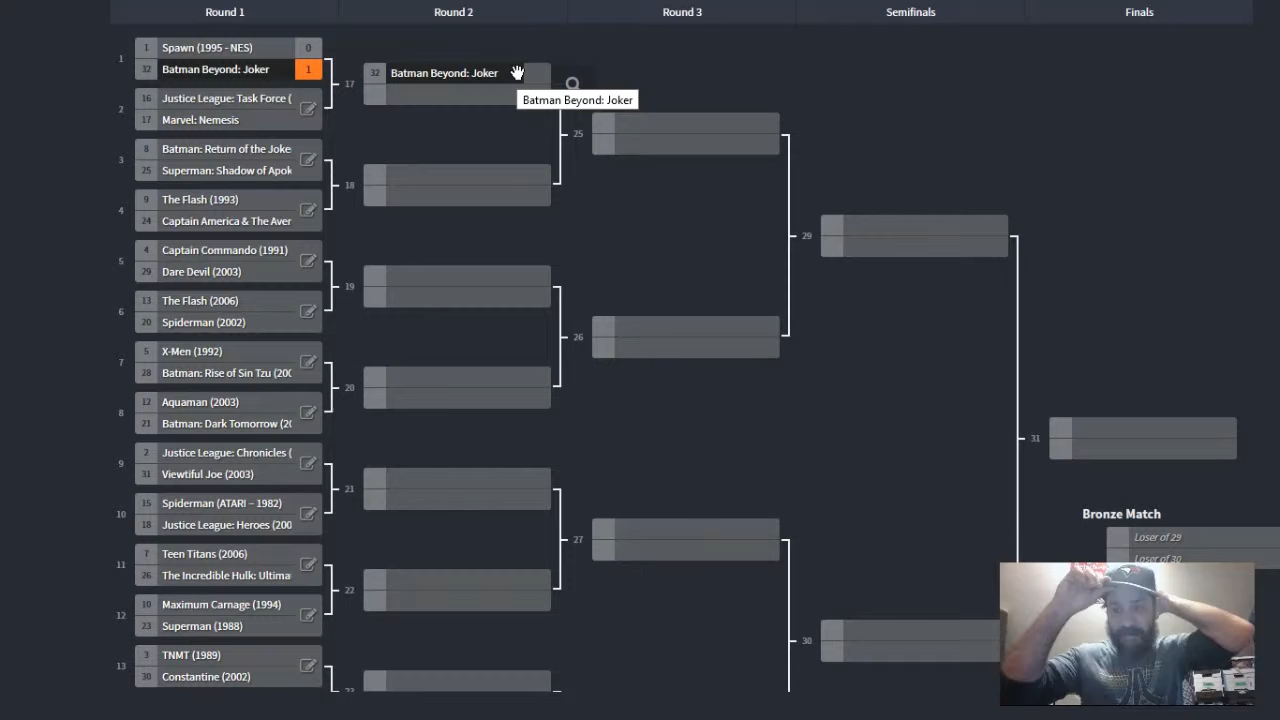 Round 1
Round 2
Round 3
Semifinals
Finals
1
1 Spawn (1995 - NES) 0
32 Batman Beyond: Joker 1
2
16 Justice League: Task Force (
17 Marvel: Nemesis
3
8 Batman: Return of the Joke
25 Superman: Shadow of Apok
4
9 The Flash (1993)
24 Captain America & The Aven
5
4 Captain Commando (1991)
29 Dare Devil (2003)
6
13 The Flash (2006)
20 Spiderman (2002)
7
5 X-Men (1992)
28 Batman: Rise of Sin Tzu (200
8
12 Aquaman (2003)
21 Batman: Dark Tomorrow (20
9
2 Justice League: Chronicles (
31 Viewtiful Joe (2003)
10
15 Spiderman (ATARI – 1982)
18 Justice League: Heroes (200
11
7 Teen Titans (2006)
26 The Incredible Hulk: Ultima
12
10 Maximum Carnage (1994)
23 Superman (1988)
13
3 TNMT (1989)
30 Constantine (2002)
17
32 Batman Beyond: Joker
Batman Beyond: Joker
18
19
20
21
22
25
26
27
29
30
31
Bronze Match
Loser of 29
Loser of 30